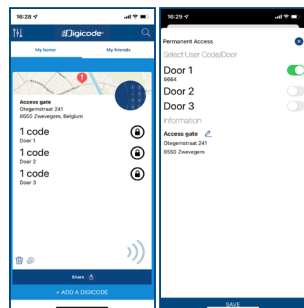 16:28
#Digicode®
My home
My friends
1
Access gate
Otegemstraat 241
8550 Zwevegem, Belgium
1 code
Door 1
1 code
Door 2
1 code
Door 3
Share
+ ADD A DIGICODE
16:29
Permanent Access
Select User Code/Door
Door 1
8664
Door 2
Door 3
Information
Access gate
Otegemstraat 241
8550 Zwevegem
SAVE